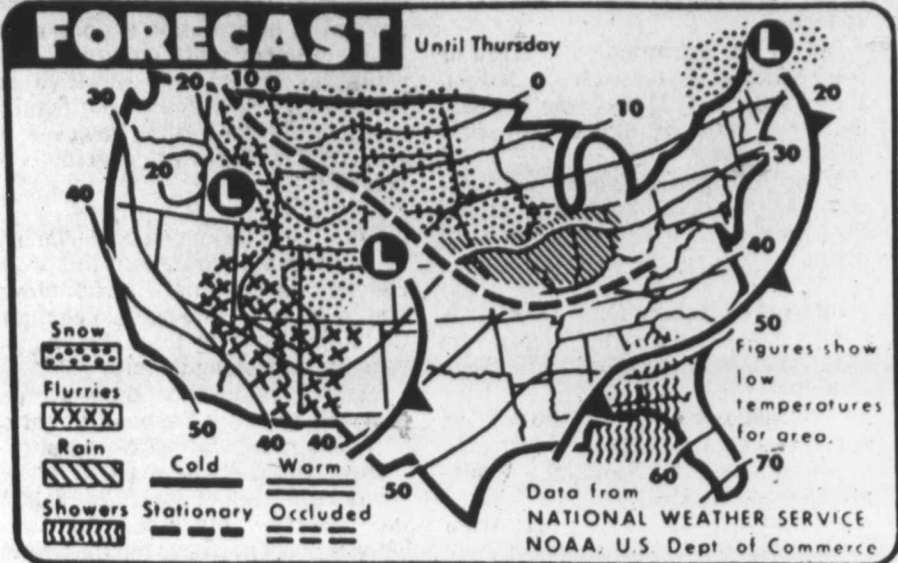 FORECAST
Until Thursday
30
20
10
0
0
10
L
20
30
40
20
L
L
40
50
60
70
50
40
40
50
Snow
Flurries
XXXX
Rain
Showers
Cold
Warm
Stationary
Occluded
Figures show
low
temperatures
for area.
Data from
NATIONAL WEATHER SERVICE
NOAA, U.S. Dept of Commerce